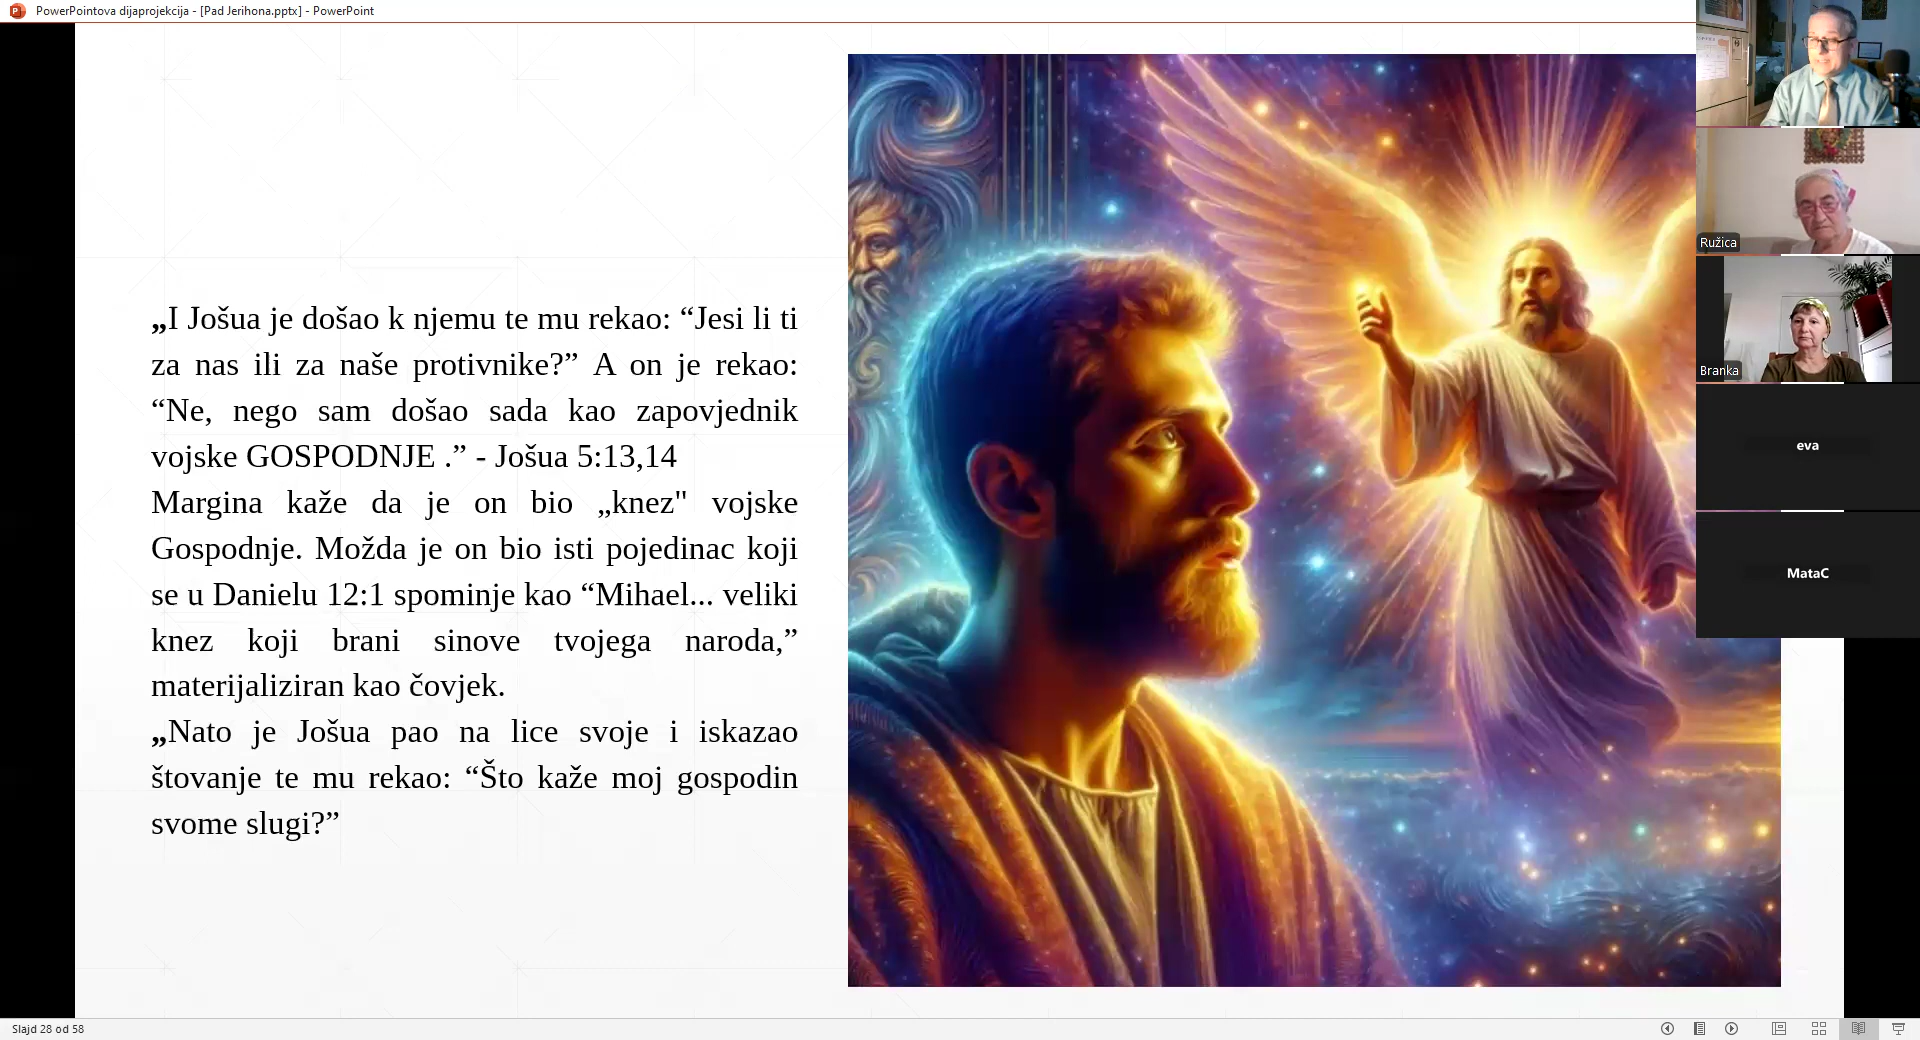 PowerPointova dijaprojekcija - [Pad Jerihona.pptx] - PowerPoint
„I Jošua je došao k njemu te mu rekao: “Jesi li ti
za nas ili za naše protivnike?” A on je rekao:
“Ne, nego sam došao sada kao zapovjednik
vojske GOSPODNJE .” - Jošua 5:13,14
Margina kaže da je on bio „knez" vojske
Gospodnje. Možda je on bio isti pojedinac koji
se u Danielu 12:1 spominje kao “Mihael... veliki
knez koji brani sinove tvojega naroda,”
materijaliziran kao čovjek.
„Nato je Jošua pao na lice svoje i iskazao
štovanje te mu rekao: “Što kaže moj gospodin
svome slugi?”
Ružica
Branka
eva
MataC
Slajd 28 od 58